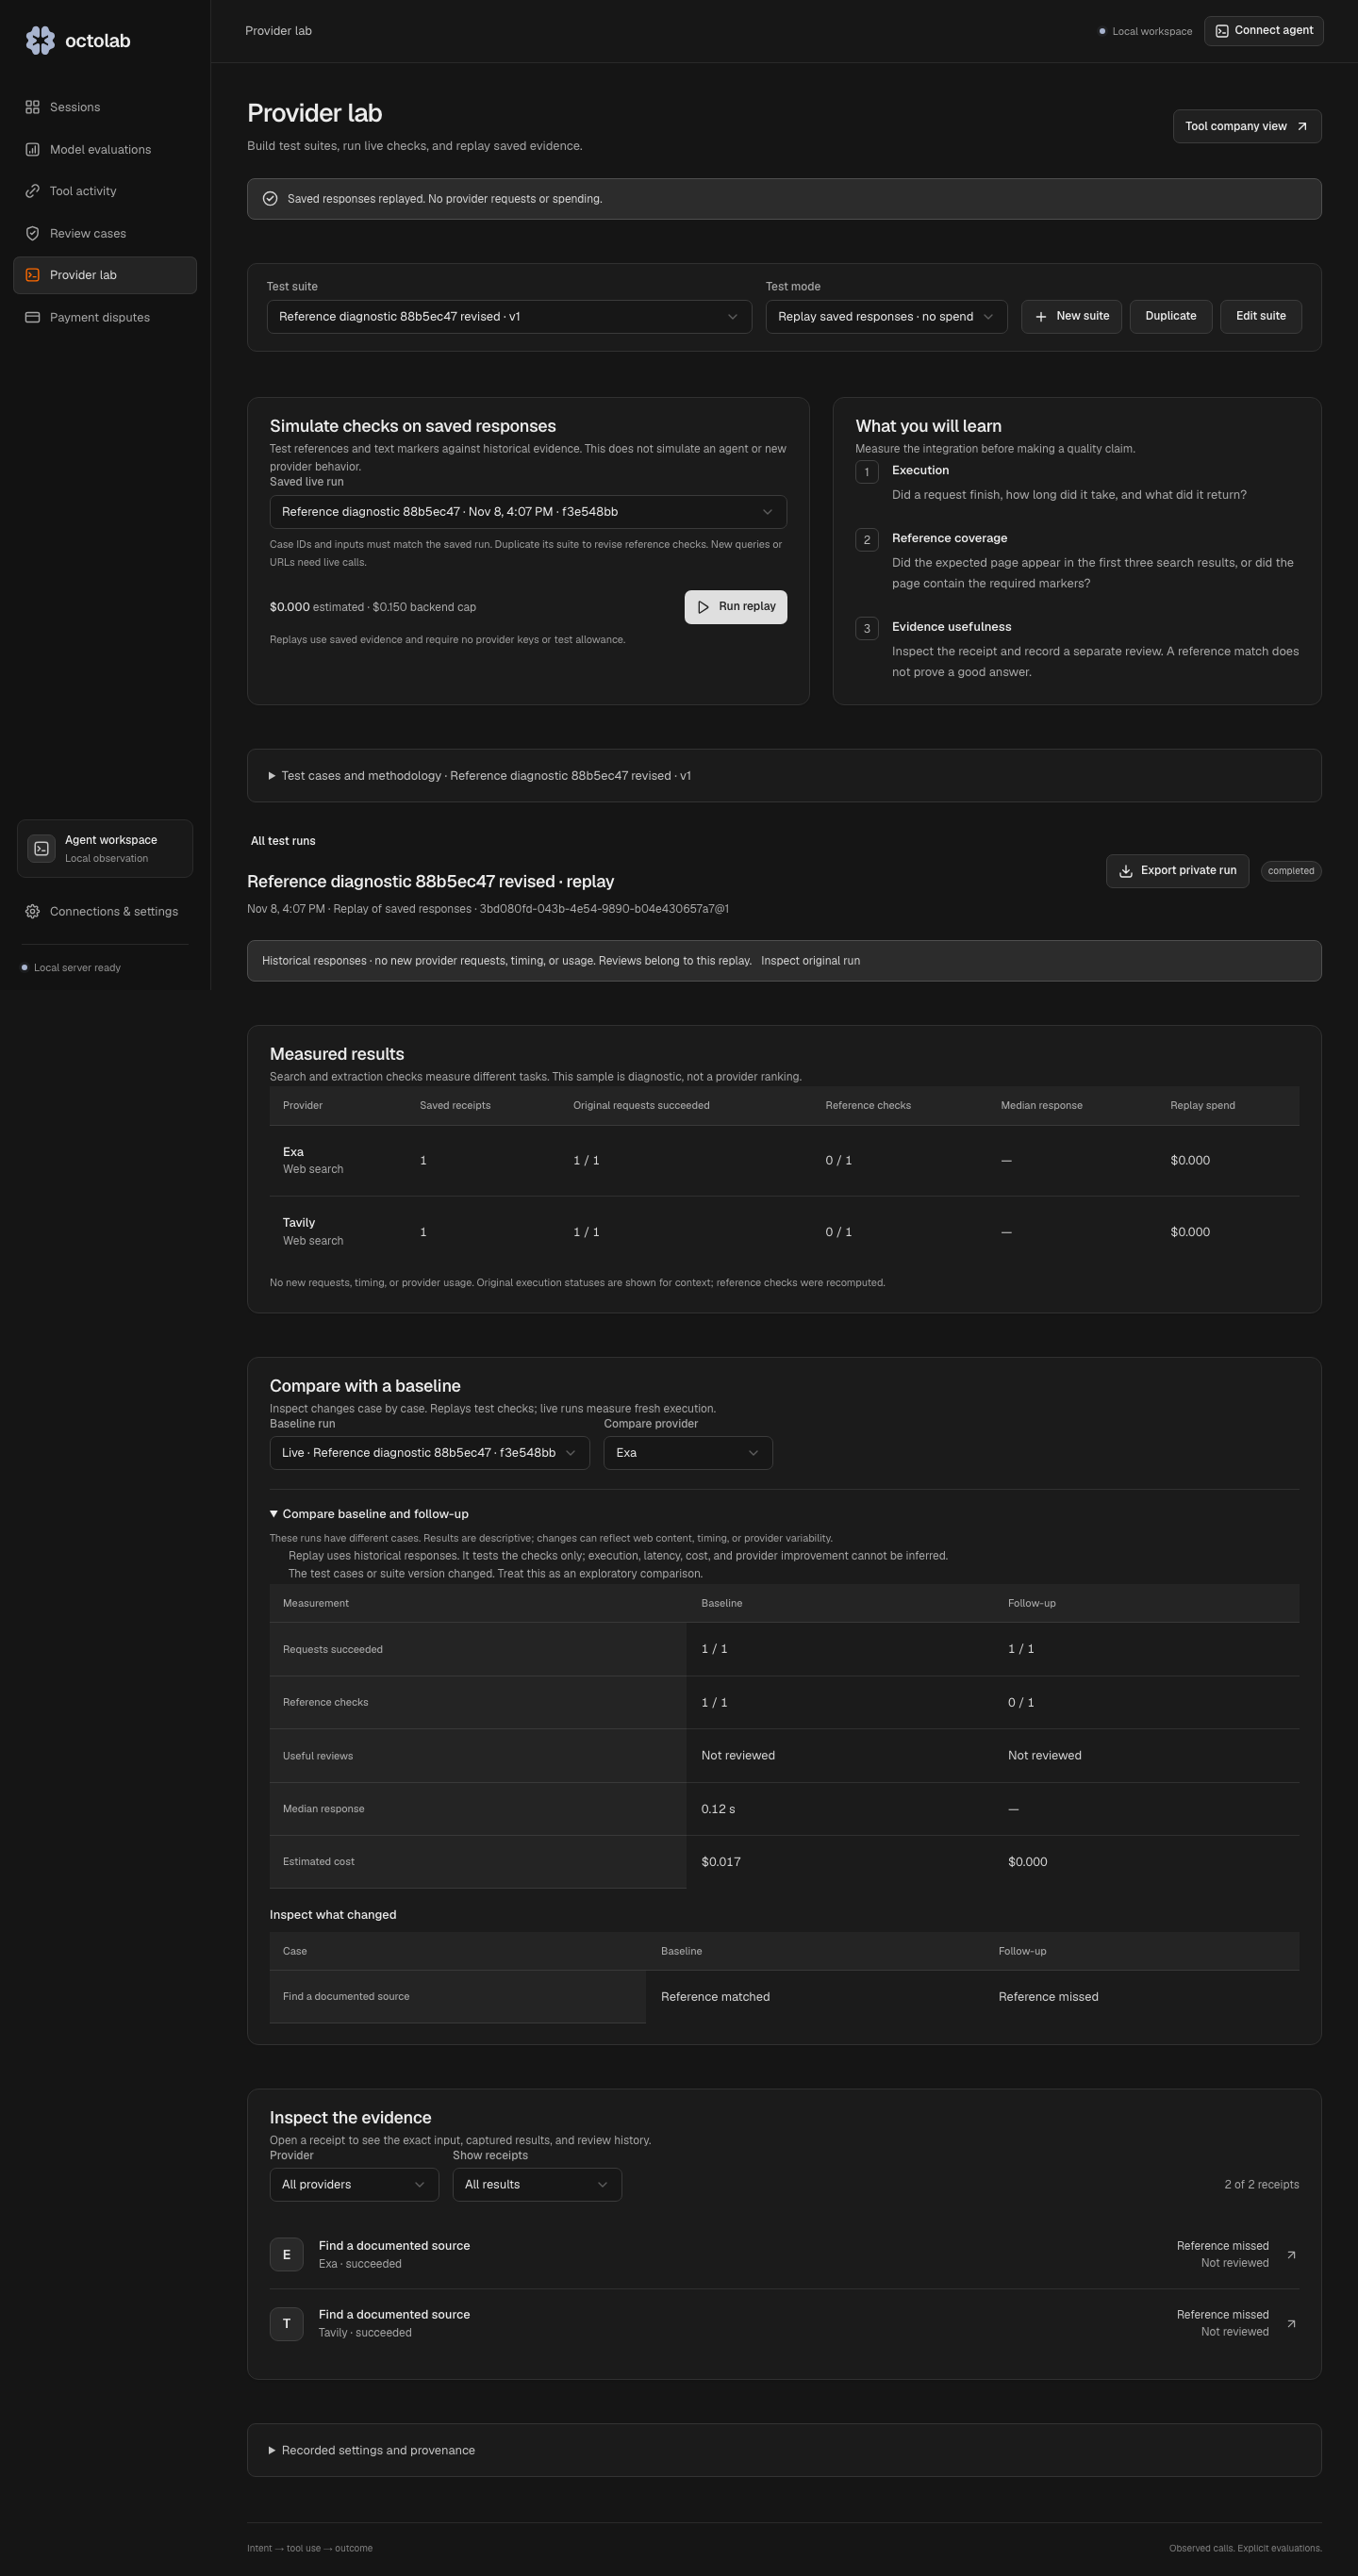 octolab
Sessions
Model evaluations
Tool activity
Review cases
Provider lab
Payment disputes
Agent workspace
Local observation
Connections & settings
Local server ready
Provider lab
Local workspace
Connect agent
Provider lab
Build test suites, run live checks, and replay saved evidence.
Tool company view
Saved responses replayed. No provider requests or spending.
Test suite
Reference diagnostic 88b5ec47 revised · v1
Test mode
Replay saved responses · no spend
New suite
Duplicate
Edit suite
Simulate checks on saved responses
Test references and text markers against historical evidence. This does not simulate an agent or new
provider behavior.
Saved live run
Reference diagnostic 88b5ec47 · Nov 8, 4:07 PM · f3e548bb
Case IDs and inputs must match the saved run. Duplicate its suite to revise reference checks. New queries or
URLs need live calls.
$0.000 estimated · $0.150 backend cap
Run replay
Replays use saved evidence and require no provider keys or test allowance.
What you will learn
Measure the integration before making a quality claim.
1
Execution
Did a request finish, how long did it take, and what did it return?
2
Reference coverage
Did the expected page appear in the first three search results, or did the
page contain the required markers?
3
Evidence usefulness
Inspect the receipt and record a separate review. A reference match does
not prove a good answer.
Test cases and methodology · Reference diagnostic 88b5ec47 revised · v1
All test runs
Reference diagnostic 88b5ec47 revised · replay
Nov 8, 4:07 PM · Replay of saved responses · 3bd080fd-043b-4e54-9890-b04e430657a7@1
Export private run
completed
Historical responses · no new provider requests, timing, or usage. Reviews belong to this replay. Inspect original run
Measured results
Search and extraction checks measure different tasks. This sample is diagnostic, not a provider ranking.
Provider Saved receipts Original requests succeeded Reference checks Median response Replay spend
Exa
Web search
1 1 / 1 0 / 1 — $0.000
Tavily
Web search
1 1 / 1 0 / 1 — $0.000
No new requests, timing, or provider usage. Original execution statuses are shown for context; reference checks were recomputed.
Compare with a baseline
Inspect changes case by case. Replays test checks; live runs measure fresh execution.
Baseline run
Live · Reference diagnostic 88b5ec47 · f3e548bb
Compare provider
Exa
Compare baseline and follow-up
These runs have different cases. Results are descriptive; changes can reflect web content, timing, or provider variability.
Replay uses historical responses. It tests the checks only; execution, latency, cost, and provider improvement cannot be inferred.
The test cases or suite version changed. Treat this as an exploratory comparison.
Measurement Baseline Follow-up
Requests succeeded 1 / 1 1 / 1
Reference checks 1 / 1 0 / 1
Useful reviews Not reviewed Not reviewed
Median response 0.12 s —
Estimated cost $0.017 $0.000
Inspect what changed
Case Baseline Follow-up
Find a documented source Reference matched Reference missed
Inspect the evidence
Open a receipt to see the exact input, captured results, and review history.
Provider
All providers
Show receipts
All results
2 of 2 receipts
E
Find a documented source
Exa · succeeded
Reference missed
Not reviewed
T
Find a documented source
Tavily · succeeded
Reference missed
Not reviewed
Recorded settings and provenance
Intent → tool use → outcome
Observed calls. Explicit evaluations.